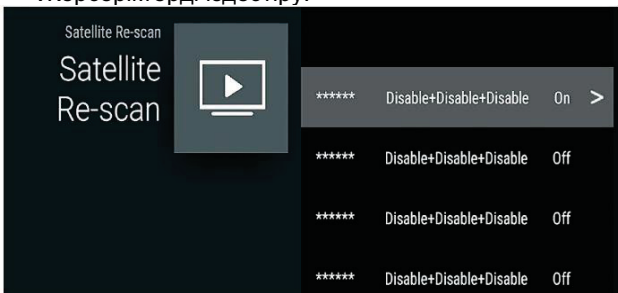 Satellite Re-scan
Satellite
Re-scan
****** Disable+Disable+Disable On >
****** Disable+Disable+Disable Off
****** Disable+Disable+Disable Off
****** Disable+Disable+Disable Off